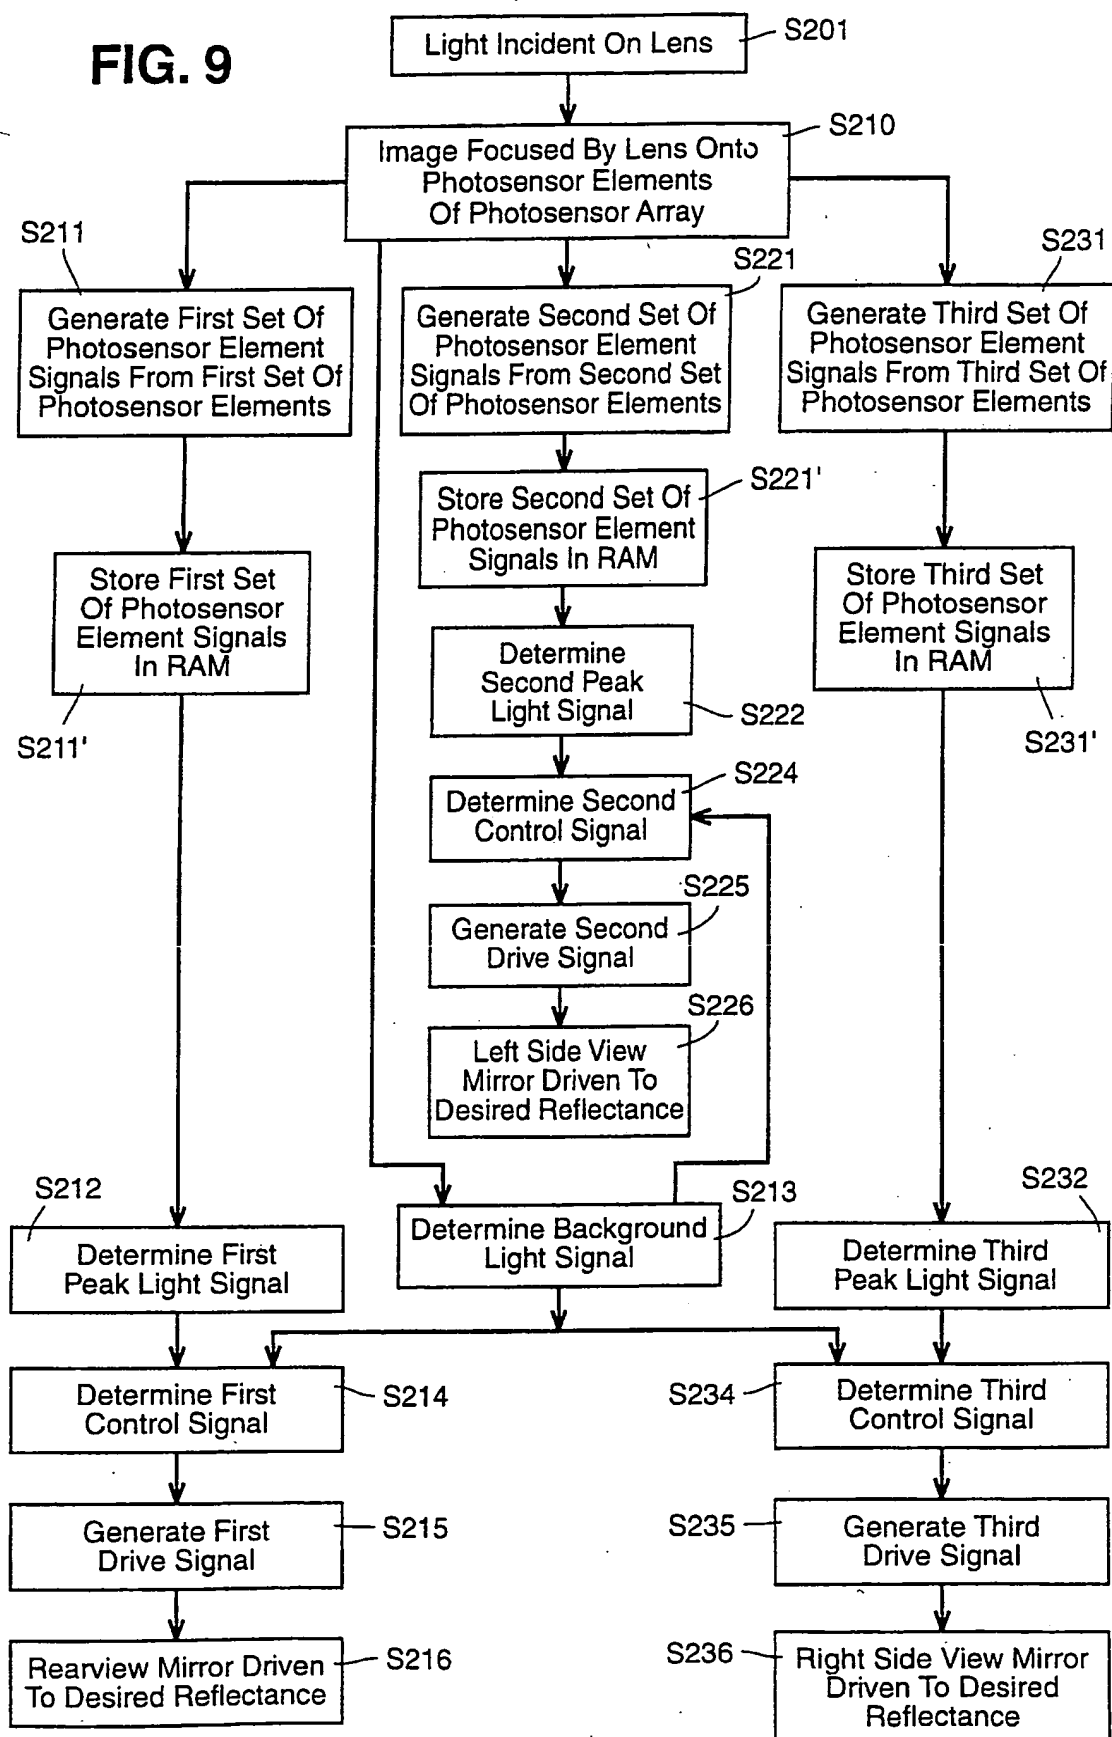 FIG. 9
Light Incident On Lens
S201
Image Focused By Lens Onto
Photosensor Elements
Of Photosensor Array
S210
S211
Generate First Set Of
Photosensor Element
Signals From First Set Of
Photosensor Elements
S221
Generate Second Set Of
Photosensor Element
Signals From Second Set
Of Photosensor Elements
S231
Generate Third Set Of
Photosensor Element
Signals From Third Set Of
Photosensor Elements
Store First Set
Of Photosensor
Element Signals
In RAM
S211'
Store Second Set Of
Photosensor Element
Signals In RAM
S221'
Store Third Set
Of Photosensor
Element Signals
In RAM
S231'
Determine
Second Peak
Light Signal
S222
Determine Second
Control Signal
S224
Generate Second
Drive Signal
S225
Left Side View
Mirror Driven To
Desired Reflectance
S226
S212
Determine First
Peak Light Signal
Determine Background
Light Signal
S213
S232
Determine Third
Peak Light Signal
Determine First
Control Signal
S214
S234
Determine Third
Control Signal
Generate First
Drive Signal
S215
S235
Generate Third
Drive Signal
Rearview Mirror Driven
To Desired Reflectance
S216
S236
Right Side View Mirror
Driven To Desired
Reflectance